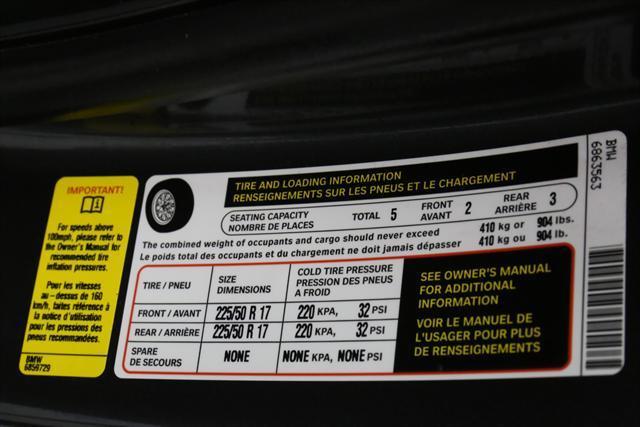 IMPORTANT!
For speeds above
100mph, please refer to
the Owner's Manual for
recommended tire
inflation pressures.
Pour les vitesses
au - dessus de 160
km/h, faites référence à
la notice d'utilisation
pour les pressions des
pneus recommandées.
BMW
6859729
TIRE AND LOADING INFORMATION
RENSEIGNEMENTS SUR LES PNEUS ET LE CHARGEMENT
SEATING CAPACITY
NOMBRE DE PLACES
TOTAL 5
FRONT
AVANT 2
REAR
ARRIÈRE 3
The combined weight of occupants and cargo should never exceed 410 kg or 904 lbs.
Le poids total des occupants et du chargement ne doit jamais dépasser 410 kg ou 904 lb.
TIRE / PNEU
SIZE
DIMENSIONS
COLD TIRE PRESSURE
PRESSION DES PNEUS
A FROID
FRONT / AVANT 225/50 R 17 220 KPA, 32 PSI
REAR / ARRIÈRE 225/50 R 17 220 KPA, 32 PSI
SPARE
DE SECOURS
NONE NONE KPA, NONE PSI
SEE OWNER'S MANUAL
FOR ADDITIONAL
INFORMATION
VOIR LE MANUEL DE
L'USAGER POUR PLUS
DE RENSEIGNEMENTS
BMW
6863563